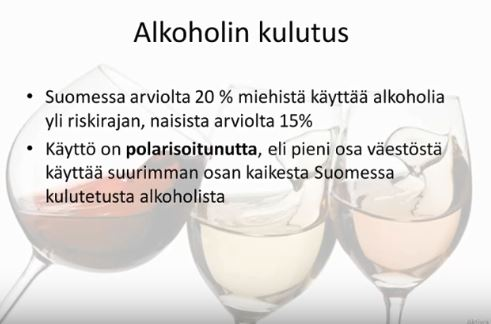 Alkoholin kulutus
• Suomessa arviolta 20 % miehistä käyttää alkoholia
yli riskirajan, naisista arviolta 15%
• Käyttö on polarisoitunutta, eli pieni osa väestöstä
käyttää suurimman osan kaikesta Suomessa
kulutetusta alkoholista